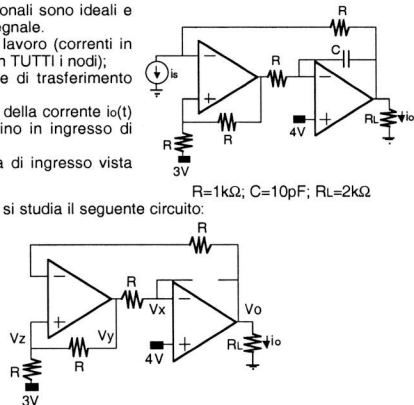 onali sono ideali e
egnale.
lavoro (correnti in
n TUTTI i nodi);
e di trasferimento
della corrente io(t)
ino in ingresso di
a di ingresso vista
R
C
is
R
R
R
4V
RL
io
3V
R=1kΩ; C=10pF; RL=2kΩ
si studia il seguente circuito:
R
R
Vx
Vo
Vz
Vy
R
R
4V
RL
io
3V